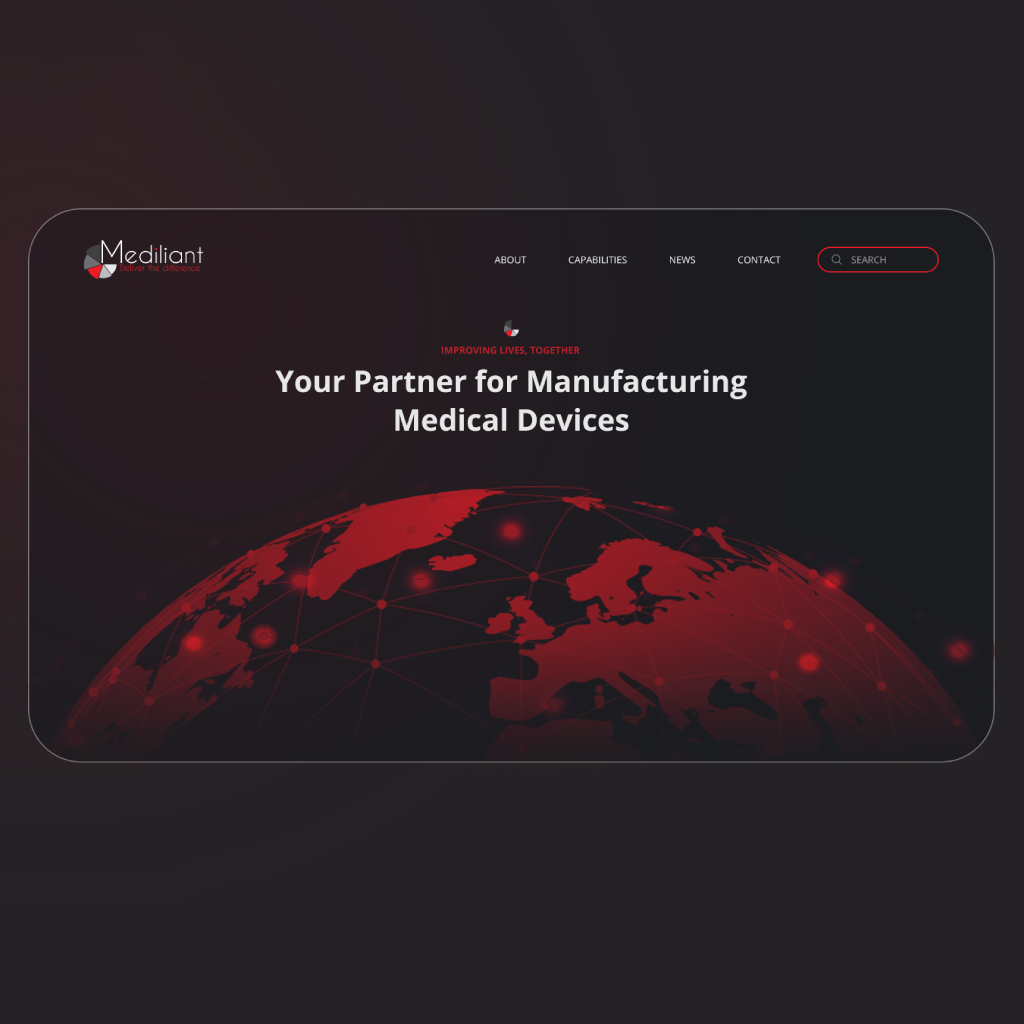 Mediliant
Deliver the difference
ABOUT CAPABILITIES NEWS CONTACT SEARCH
IMPROVING LIVES, TOGETHER
Your Partner for Manufacturing
Medical Devices